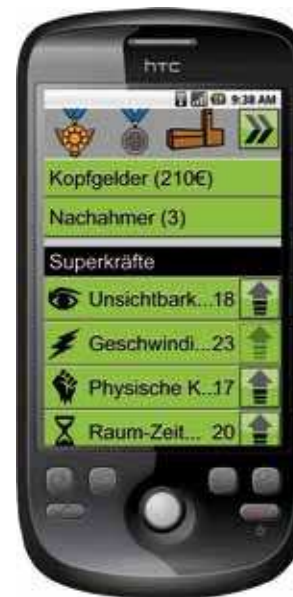 htc
9:38 AM
Kopfgelder (210€)
Nachahmer (3)
Superkräfte
Unsichtbark...18
Geschwindi...23
Physische K...17
Raum-Zeit... 20